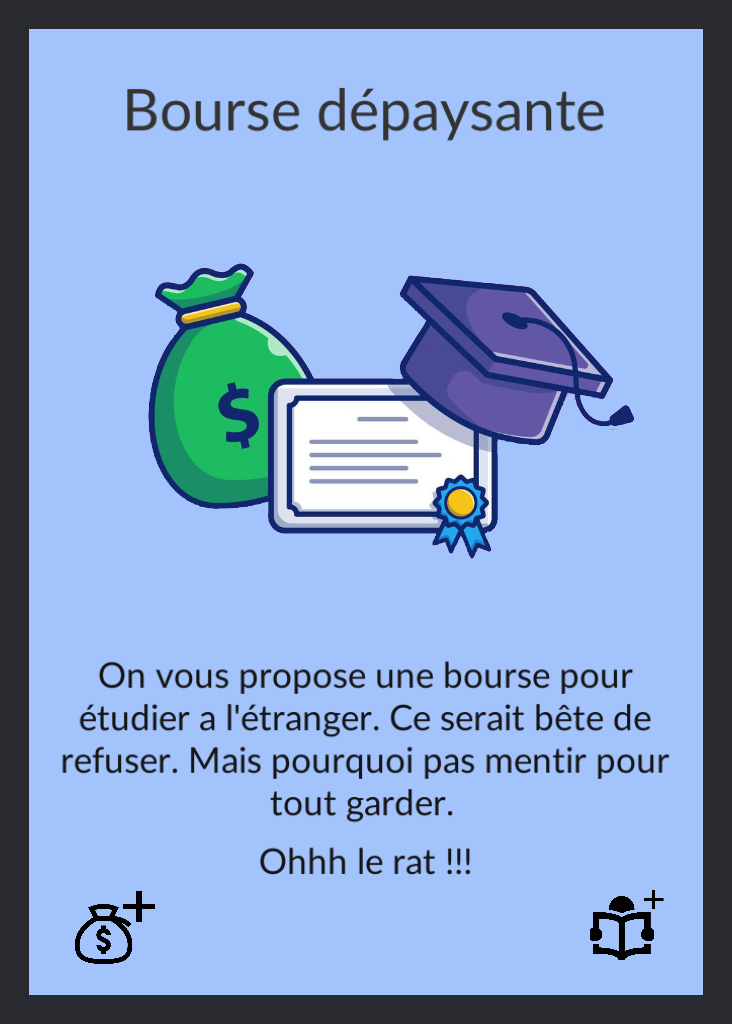 Bourse dépaysante
$
On vous propose une bourse pour
étudier a l'étranger. Ce serait bête de
refuser. Mais pourquoi pas mentir pour
tout garder.
Ohhh le rat !!!
$